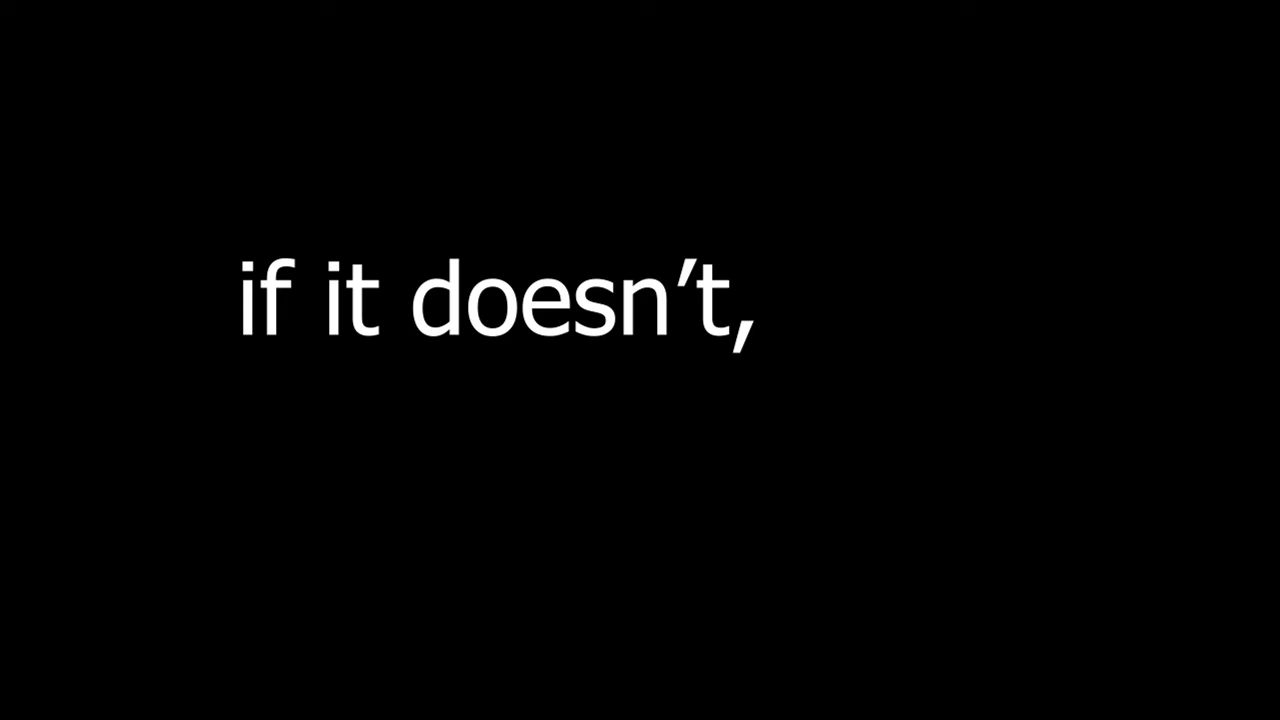 if it doesn’t,